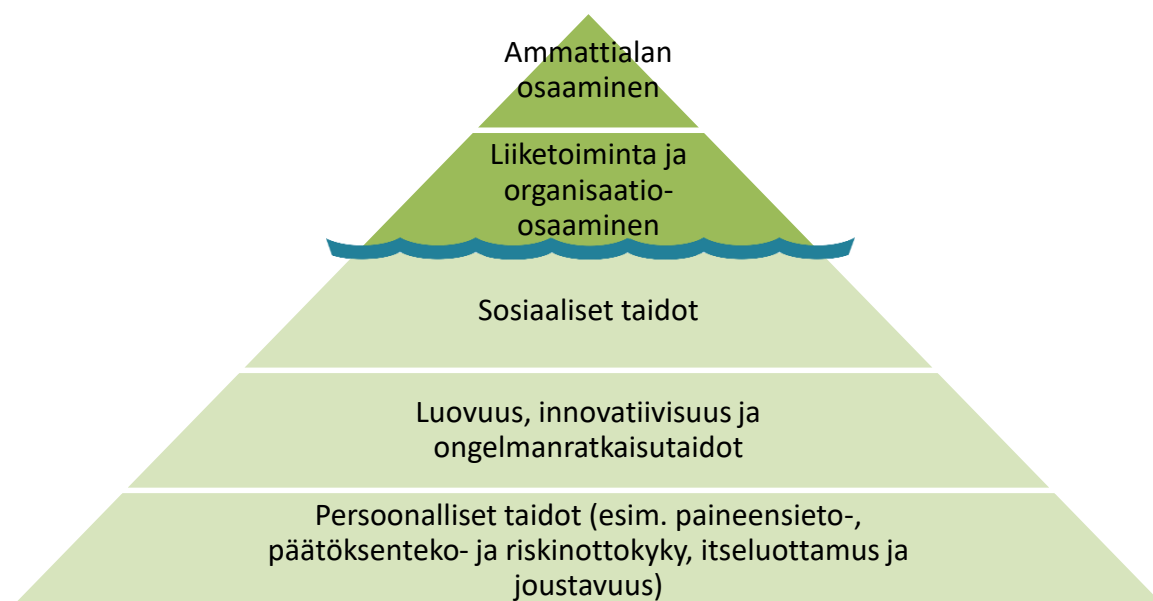 Ammattialan
osaaminen
Liiketoiminta ja
organisaatio-
osaaminen
Sosiaaliset taidot
Luovuus, innovatiivisuus ja
ongelmanratkaisutaidot
Persoonalliset taidot (esim. paineensieto-,
päätöksenteko- ja riskinottokyky, itseluottamus ja
joustavuus)